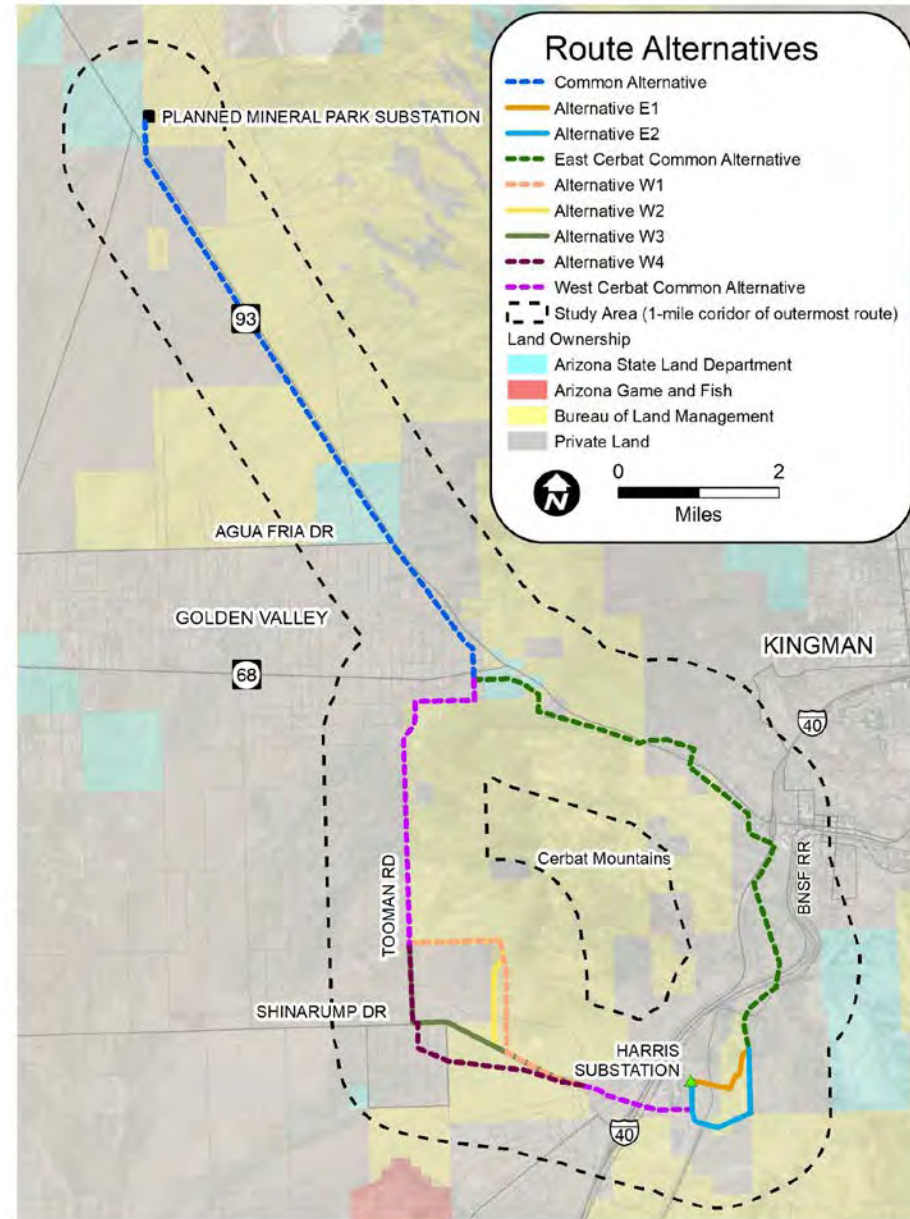 Route Alternatives
Common Alternative
Alternative E1
Alternative E2
East Cerbat Common Alternative
Alternative W1
Alternative W2
Alternative W3
Alternative W4
West Cerbat Common Alternative
Study Area (1-mile coridor of outermost route)
Land Ownership
Arizona State Land Department
Arizona Game and Fish
Bureau of Land Management
Private Land
N
0 2
Miles
PLANNED MINERAL PARK SUBSTATION
93
AGUA FRIA DR
GOLDEN VALLEY
68
KINGMAN
40
BNSF RR
Cerbat Mountains
TOOMAN RD
SHINARUMP DR
HARRIS
SUBSTATION
40